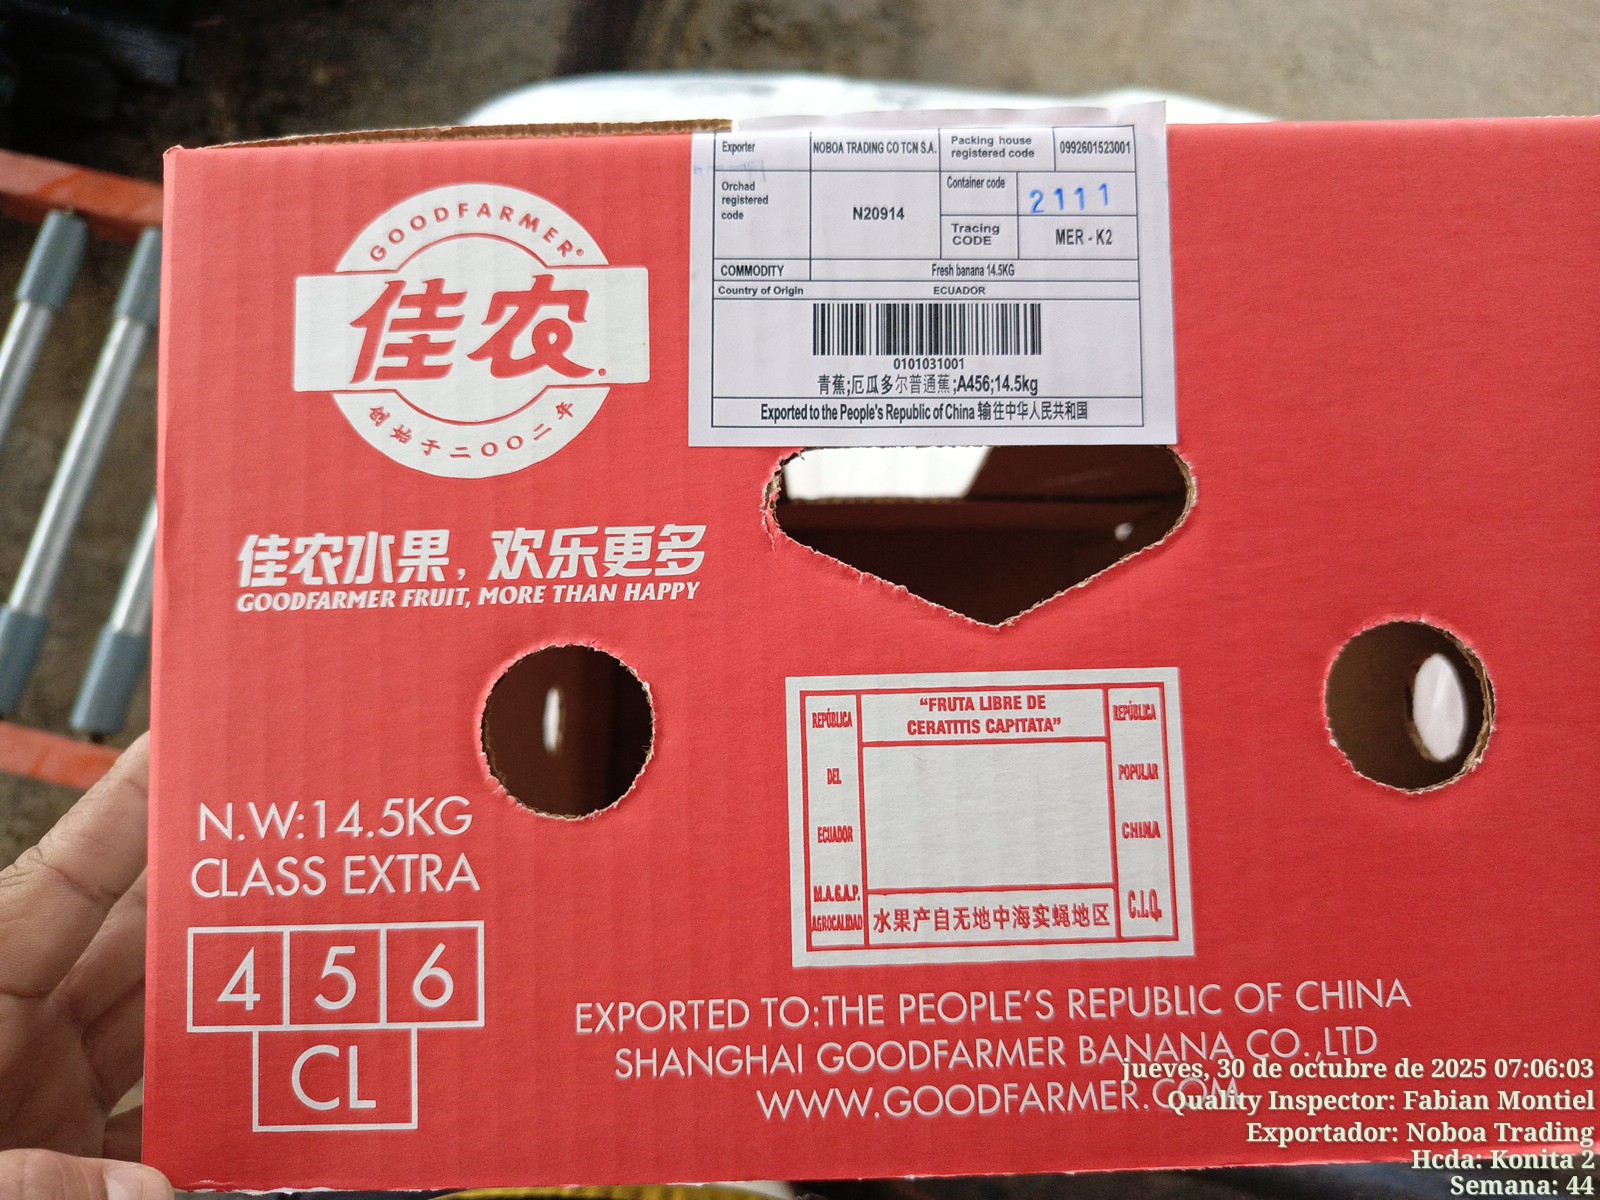 GOODFARMER®
佳农
创始于二〇〇二年
佳农水果，欢乐更多
GOODFARMER FRUIT, MORE THAN HAPPY
Exporter
NOBOA TRADING CO TCN S.A.
Packing house registered code
0992601523001
Orchad registered code
N20914
Container code
2111
Tracing CODE
MER - K2
COMMODITY
Fresh banana 14.5KG
Country of Origin
ECUADOR
0101031001
青蕉;厄瓜多尔普通蕉;A456;14.5kg
Exported to the People's Republic of China 输往中华人民共和国
"FRUTA LIBRE DE
CERATITIS CAPITATA"
REPÚBLICA
DEL
ECUADOR
M.A.G.A.P.
AGROCALIDAD
REPÚBLICA
POPULAR
CHINA
C.I.Q.
水果产自无地中海实蝇地区
N.W:14.5KG
CLASS EXTRA
4 5 6
CL
EXPORTED TO:THE PEOPLE'S REPUBLIC OF CHINA
SHANGHAI GOODFARMER BANANA CO.,LTD
WWW.GOODFARMER.COM
jueves, 30 de octubre de 2025 07:06:03
Quality Inspector: Fabian Montiel
Exportador: Noboa Trading
Hcda: Konita 2
Semana: 44